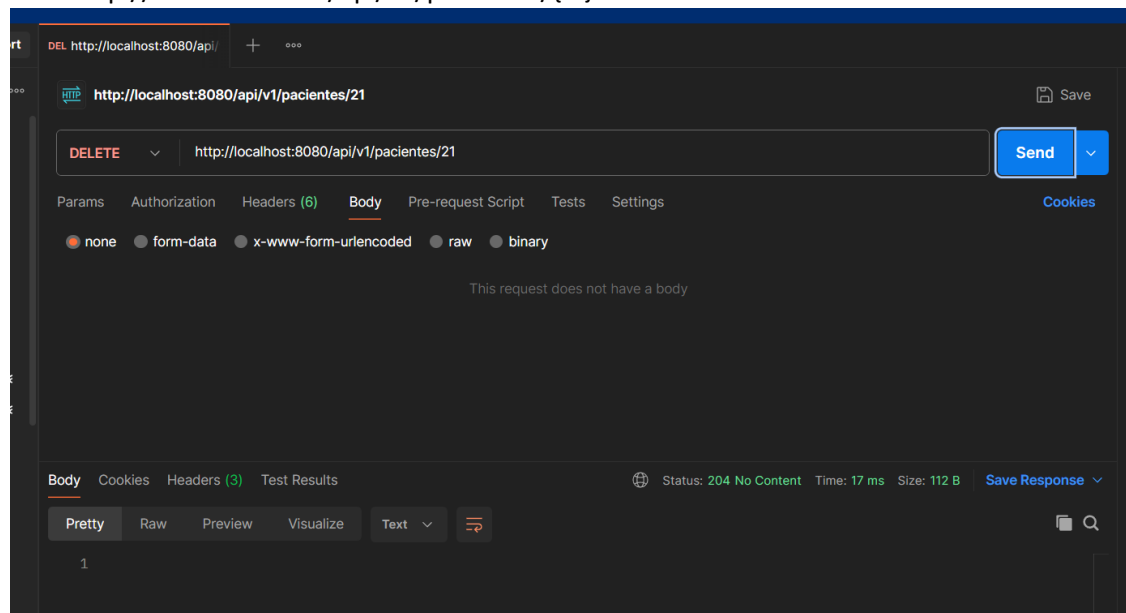 rt
DEL http://localhost:8080/api/
http://localhost:8080/api/v1/pacientes/21
Save
DELETE http://localhost:8080/api/v1/pacientes/21 Send
Params Authorization Headers (6) Body Pre-request Script Tests Settings Cookies
none form-data x-www-form-urlencoded raw binary
This request does not have a body
Body Cookies Headers (3) Test Results Status: 204 No Content Time: 17 ms Size: 112 B Save Response
Pretty Raw Preview Visualize Text
1